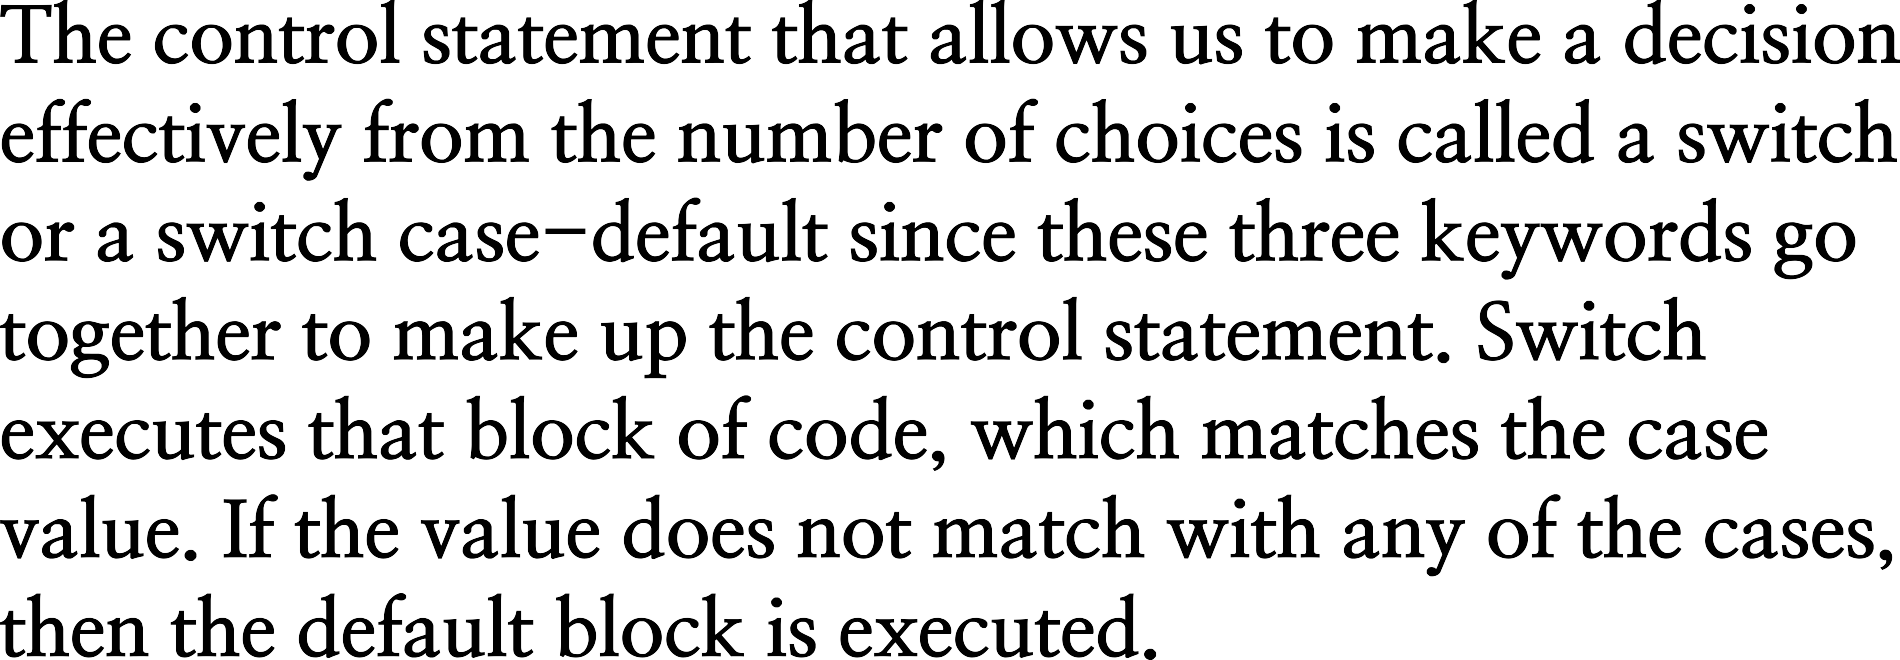 The control statement that allows us to make a decision
effectively from the number of choices is called a switch
or a switch case–default since these three keywords go
together to make up the control statement. Switch
executes that block of code, which matches the case
value. If the value does not match with any of the cases,
then the default block is executed.